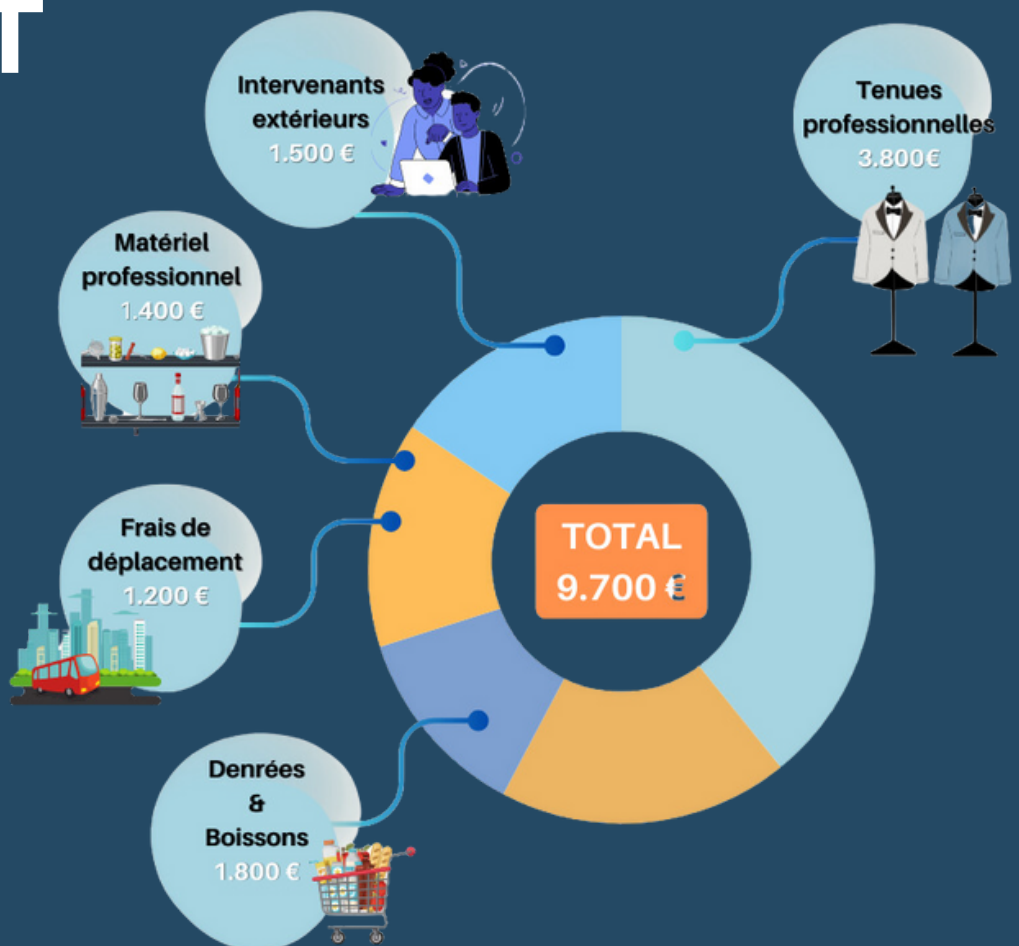 T
Intervenants
extérieurs
1.500 €
Tenues
professionnelles
3.800€
Matériel
professionnel
1.400 €
Frais de
déplacement
1.200 €
TOTAL
9.700 €
Denrées
&
Boissons
1.800 €